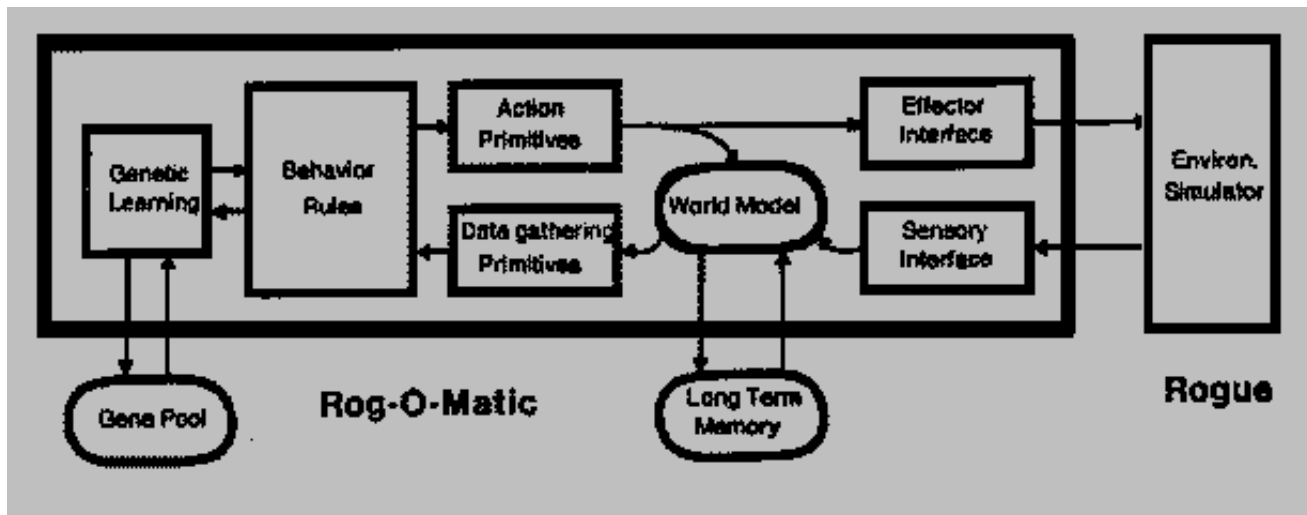 Genetic
Learning
Behavior
Rules
Action
Primitives
Data gathering
Primitives
World Model
Effector
Interface
Sensory
Interface
Environ.
Simulator
Gene Pool
Rog-O-Matic
Long Term
Memory
Rogue